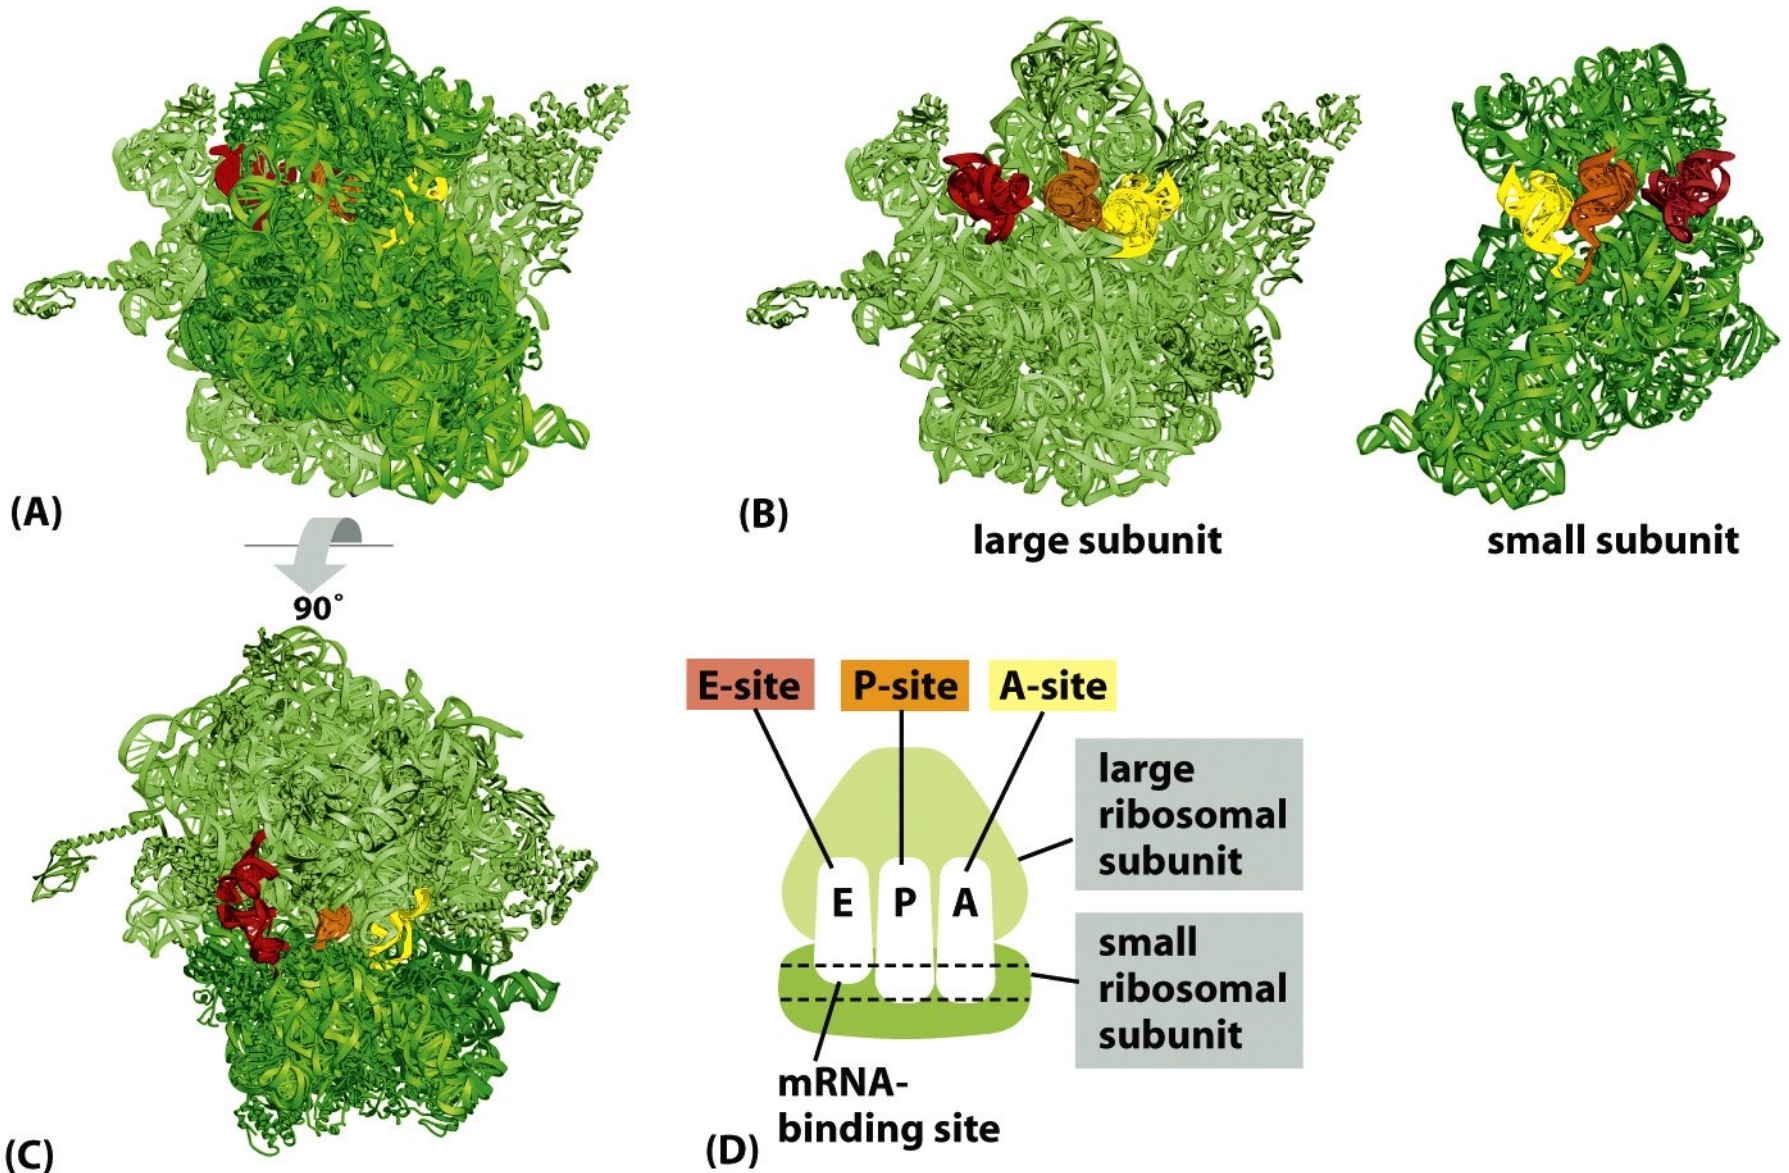 (A)
(B)
large subunit
small subunit
90°
(C)
E-site
P-site
A-site
large
ribosomal
subunit
E
P
A
small
ribosomal
subunit
mRNA-
binding site
(D)